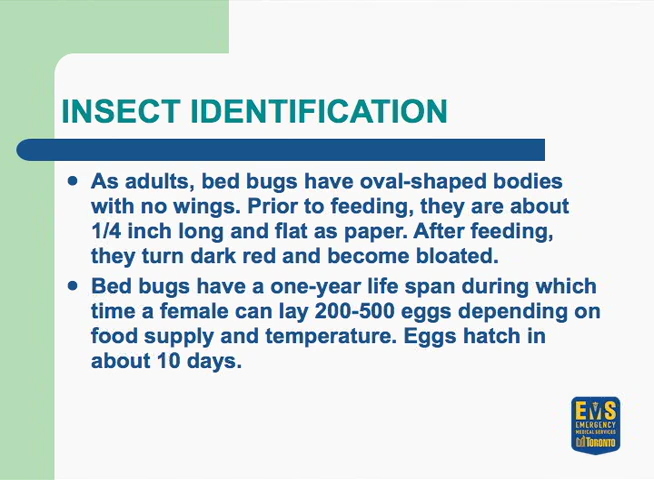 INSECT IDENTIFICATION
As adults, bed bugs have oval-shaped bodies
with no wings. Prior to feeding, they are about
1/4 inch long and flat as paper. After feeding,
they turn dark red and become bloated.
Bed bugs have a one-year life span during which
time a female can lay 200-500 eggs depending on
food supply and temperature. Eggs hatch in
about 10 days.
EMS
EMERGENCY
MEDICAL SERVICES
TORONTO